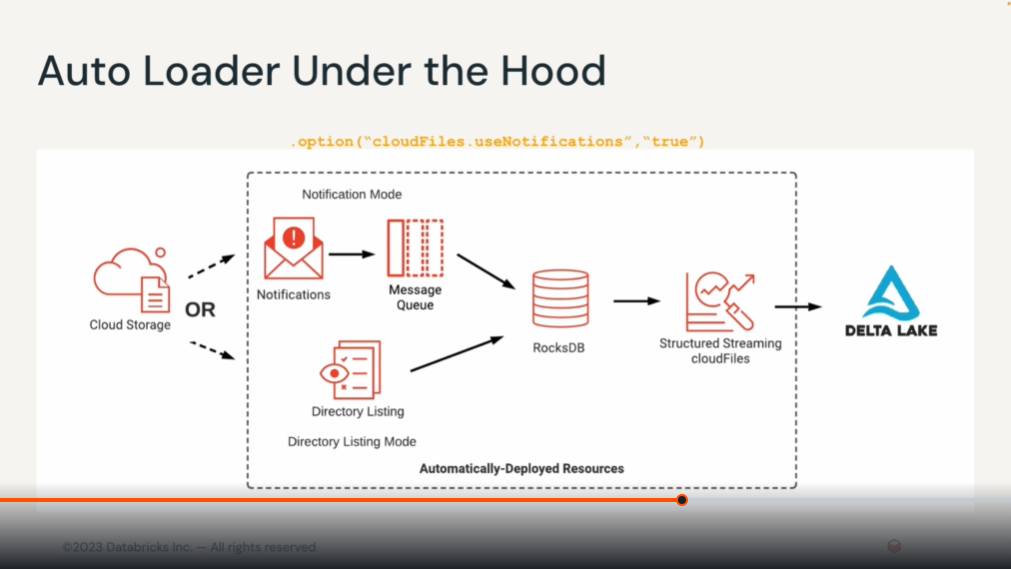 Auto Loader Under the Hood
.option(“cloudFiles.useNotifications”,“true”)
Notification Mode
Notifications
Message
Queue
Cloud Storage
OR
RocksDB
Structured Streaming
cloudFiles
DELTA LAKE
Directory Listing
Directory Listing Mode
Automatically-Deployed Resources
©2023 Databricks Inc. — All rights reserved